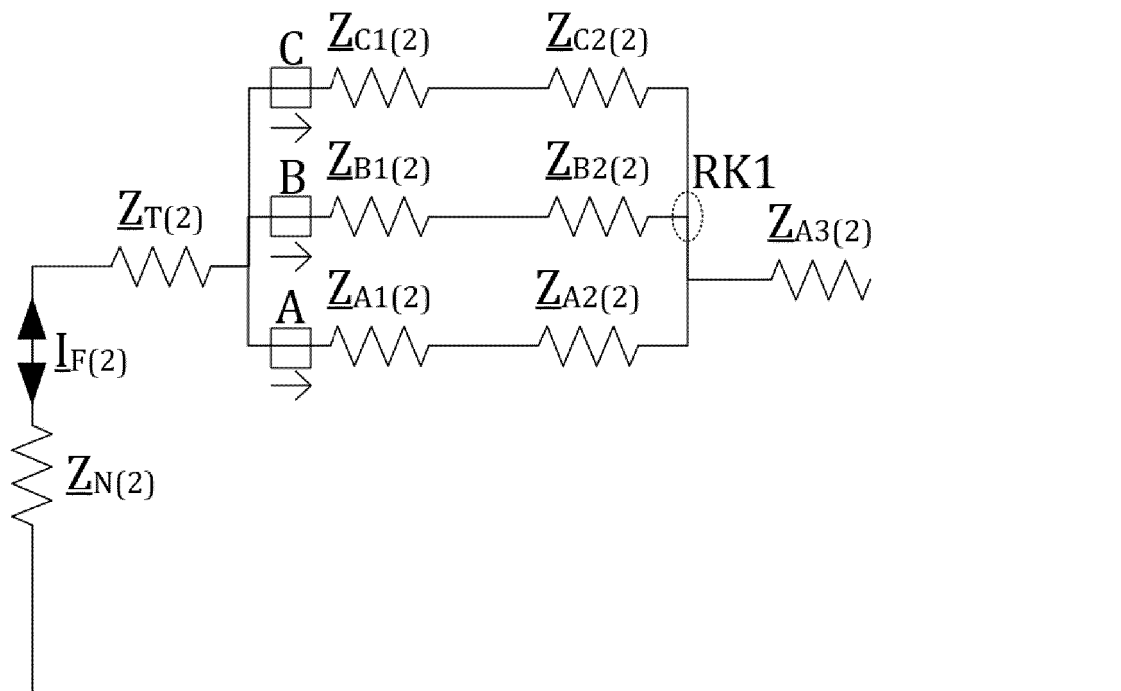 C
Z̲C1(2)
Z̲C2(2)
B
Z̲B1(2)
Z̲B2(2)
RK1
Z̲T(2)
Z̲A3(2)
A
Z̲A1(2)
Z̲A2(2)
I̲F(2)
Z̲N(2)